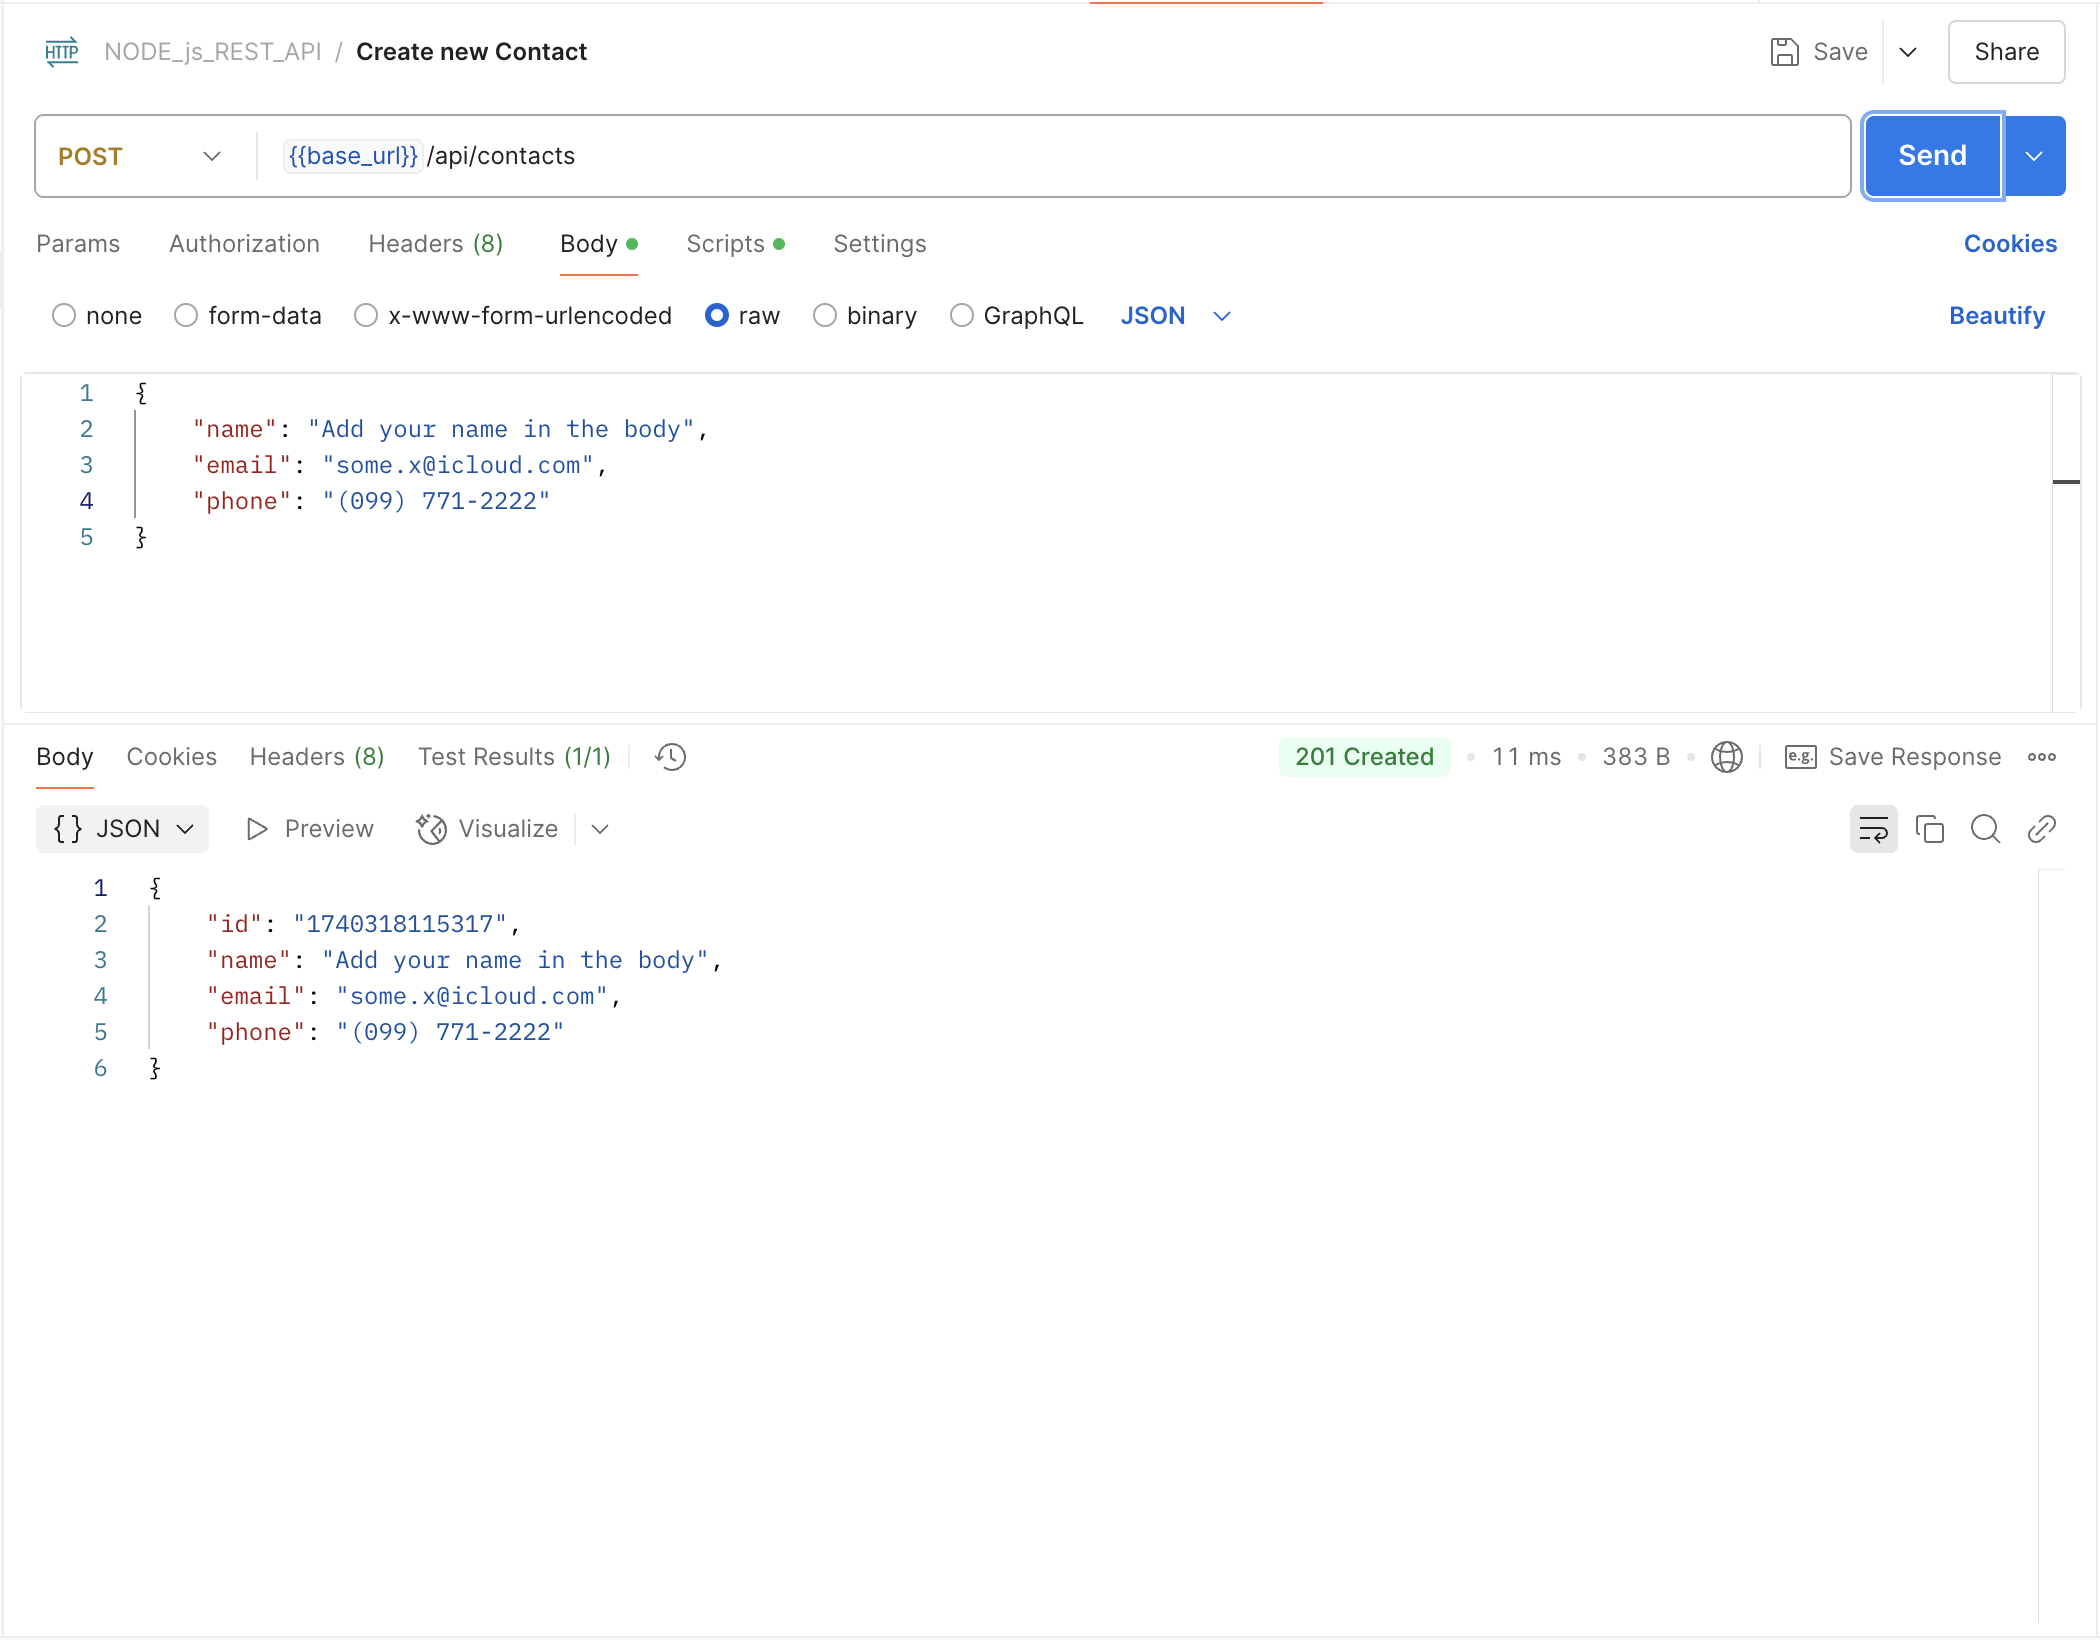 HTTP NODE_js_REST_API / Create new Contact Save Share
POST {{base_url}}/api/contacts Send
Params Authorization Headers (8) Body Scripts Settings Cookies
none form-data x-www-form-urlencoded raw binary GraphQL JSON Beautify
1 {
2 "name": "Add your name in the body",
3 "email": "some.x@icloud.com",
4 "phone": "(099) 771-2222"
5 }
Body Cookies Headers (8) Test Results (1/1) 201 Created • 11 ms • 383 B • e.g. Save Response
{} JSON Preview Visualize
1 {
2 "id": "1740318115317",
3 "name": "Add your name in the body",
4 "email": "some.x@icloud.com",
5 "phone": "(099) 771-2222"
6 }